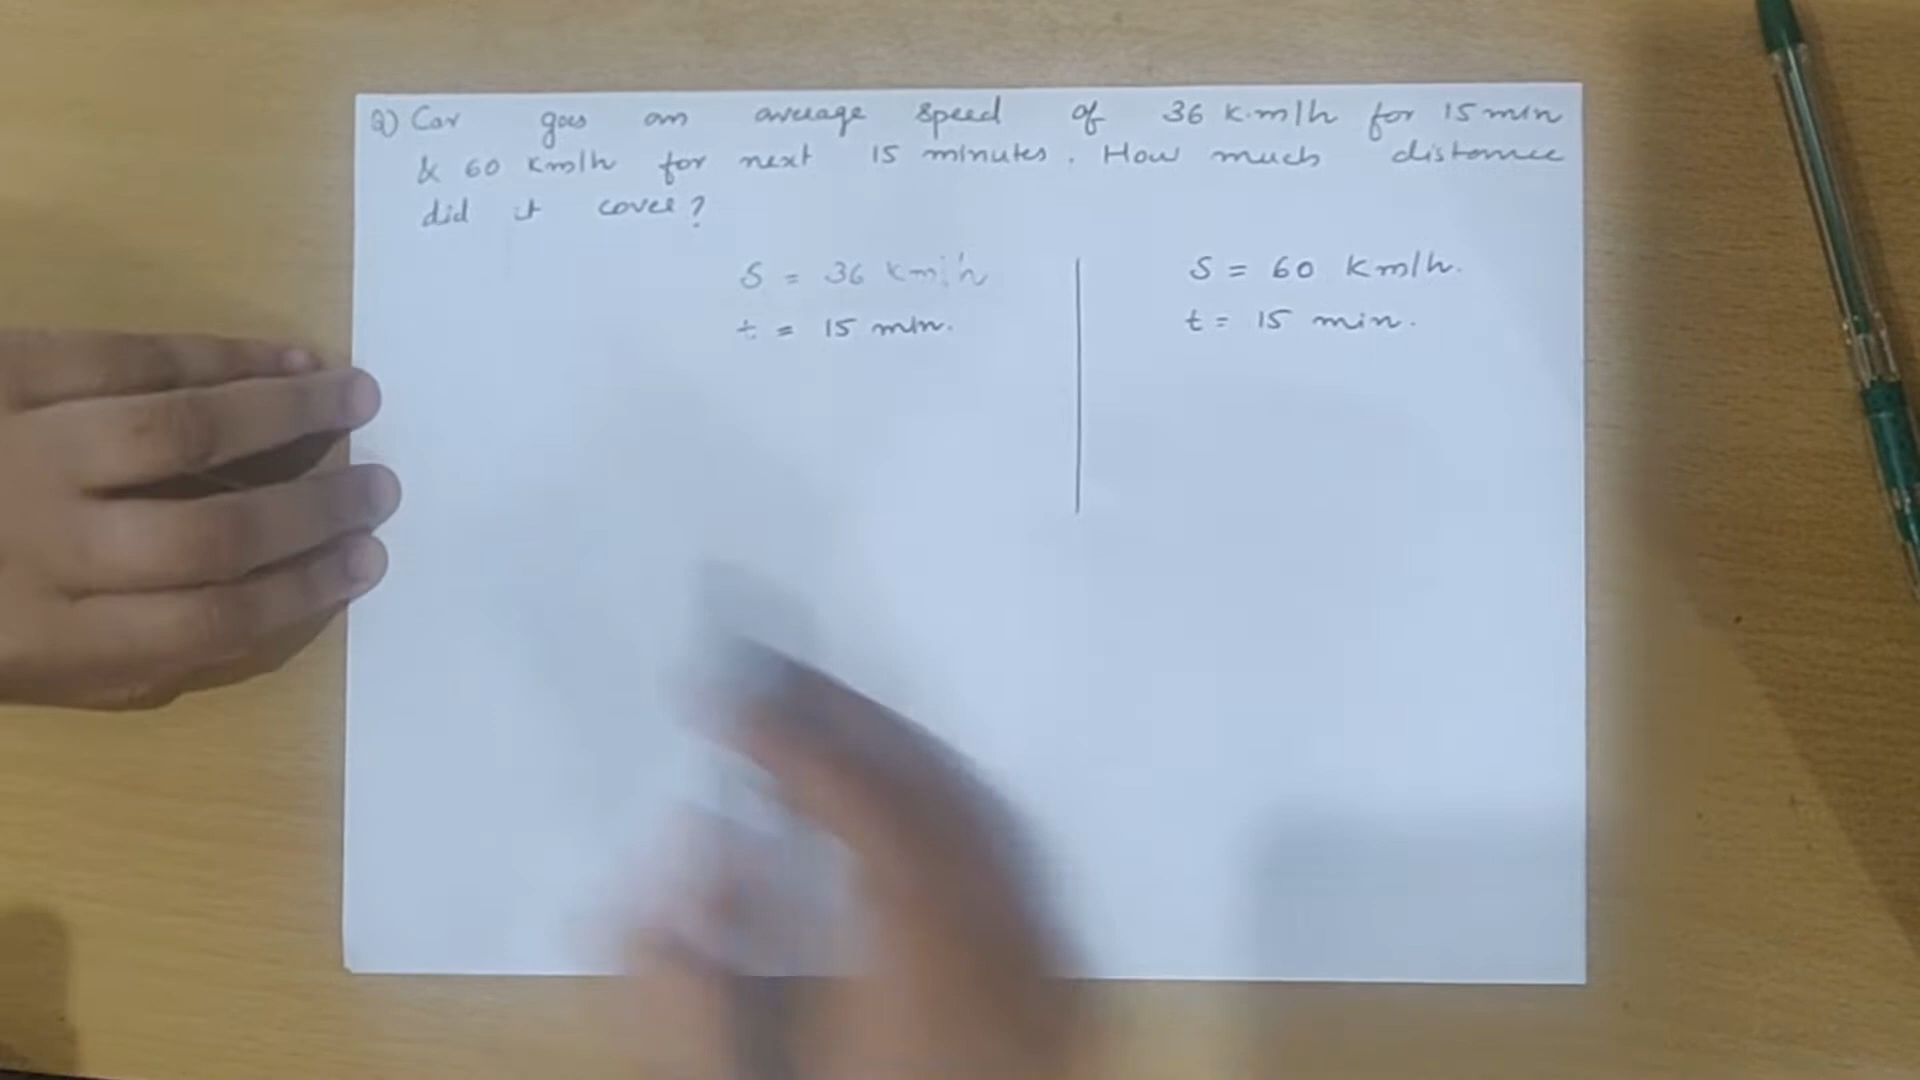 Q) Car goes on average speed of 36 k.m/h for 15 min
& 60 Km/h for next 15 minutes. How much distance
did it cover?
S = 36 Km/h
t = 15 min.
S = 60 Km/h.
t = 15 min.